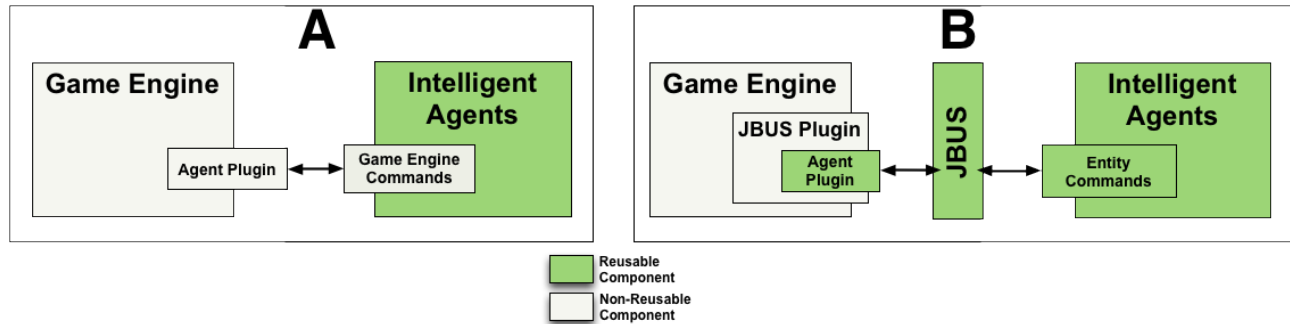 A
Game Engine
Intelligent
Agents
Agent Plugin
Game Engine
Commands
B
Game Engine
JBUS Plugin
Agent
Plugin
JBUS
Intelligent
Agents
Entity
Commands
Reusable
Component
Non-Reusable
Component